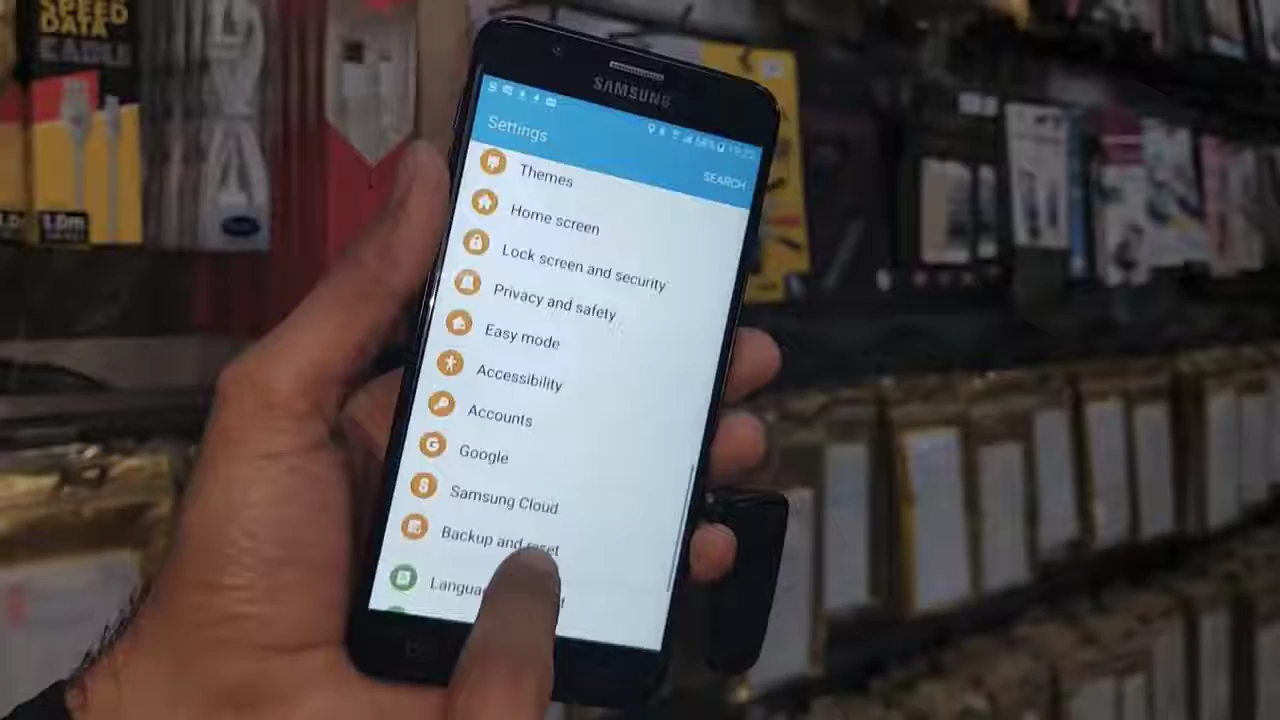 SPEED
DATA
CABLE
1.0m
SAMSUNG
Settings
SEARCH
Themes
Home screen
Lock screen and security
Privacy and safety
Easy mode
Accessibility
Accounts
Google
Samsung Cloud
Backup and reset